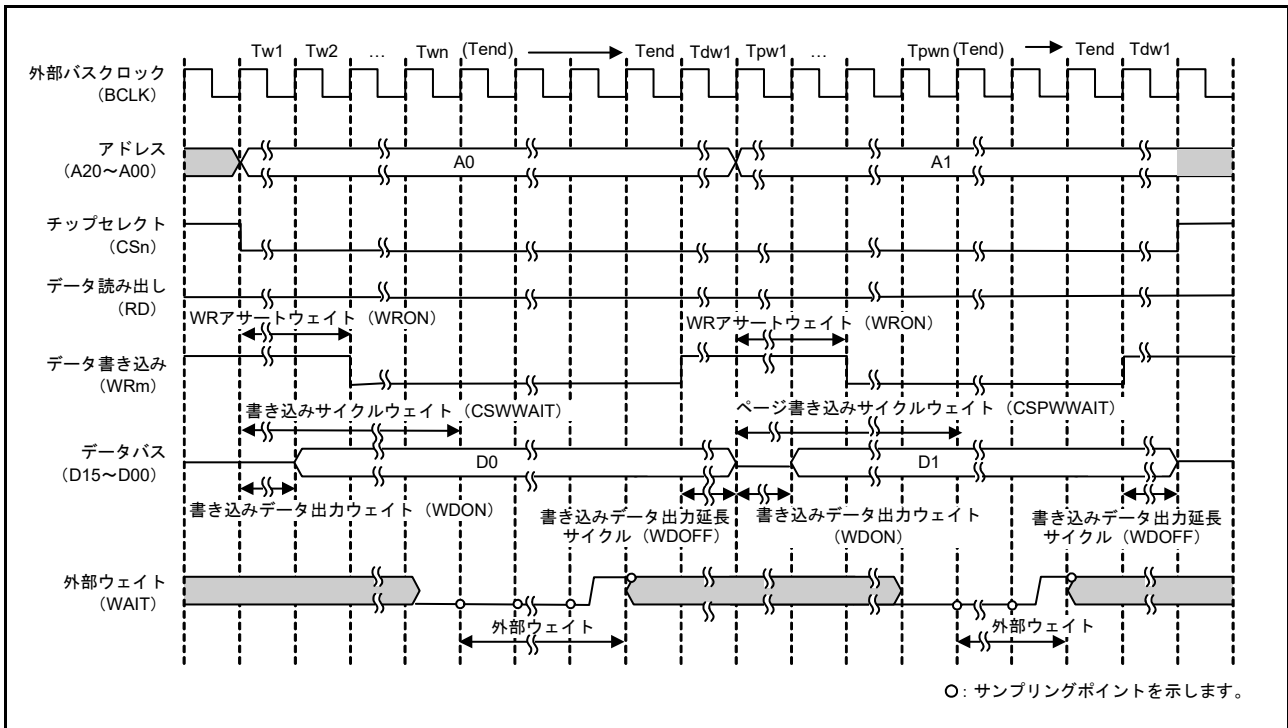 Tw1 Tw2 … Twn (Tend) Tend Tdw1 Tpw1 … Tpwn (Tend) Tend Tdw1
外部バスクロック
(BCLK)
アドレス
(A20~A00)
A0 A1
チップセレクト
(CSn)
データ読み出し
(RD)
WRアサートウェイト(WRON) WRアサートウェイト(WRON)
データ書き込み
(WRm)
書き込みサイクルウェイト(CSWWAIT) ページ書き込みサイクルウェイト(CSPWWAIT)
データバス
(D15~D00)
D0 D1
書き込みデータ出力ウェイト(WDON) 書き込みデータ出力延長 書き込みデータ出力ウェイト 書き込みデータ出力延長
サイクル(WDOFF) (WDON) サイクル(WDOFF)
外部ウェイト
(WAIT)
外部ウェイト 外部ウェイト
O:サンプリングポイントを示します。